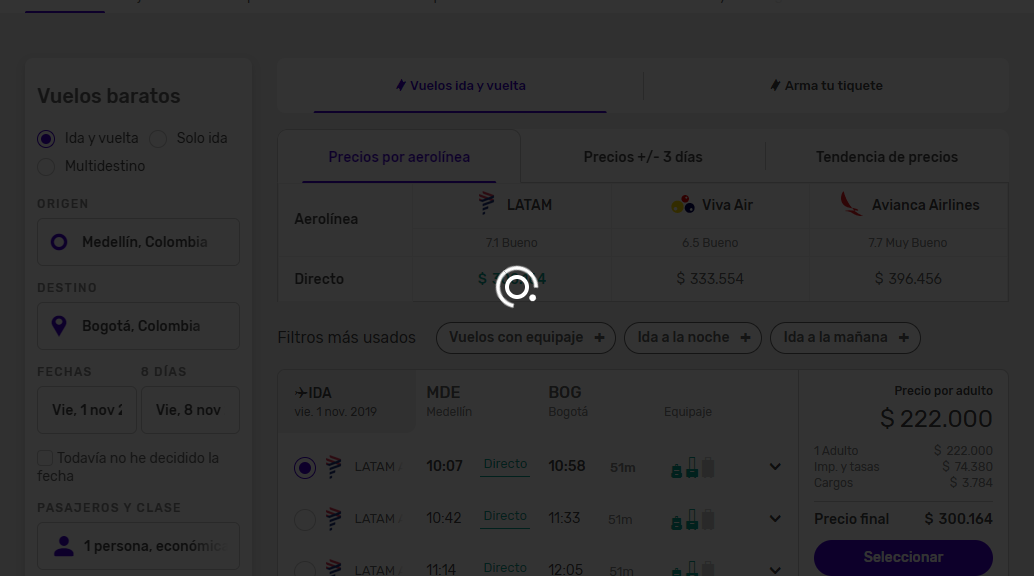 Vuelos baratos
Ida y vuelta
Solo ida
Multidestino
ORIGEN
Medellín, Colombia
DESTINO
Bogotá, Colombia
FECHAS
8 DÍAS
Vie, 1 nov 2
Vie, 8 nov
Todavía no he decidido la
fecha
PASAJEROS Y CLASE
1 persona, económic
Vuelos ida y vuelta
Arma tu tiquete
Precios por aerolínea
Precios +/- 3 días
Tendencia de precios
Aerolínea
LATAM
Viva Air
Avianca Airlines
7.1 Bueno
6.5 Bueno
7.7 Muy Bueno
Directo
$ 333.554
$ 396.456
Filtros más usados
Vuelos con equipaje +
Ida a la noche +
Ida a la mañana +
IDA
MDE
BOG
vie. 1 nov. 2019
Medellín
Bogotá
Equipaje
LATAM
10:07
Directo
10:58
51m
LATAM
10:42
Directo
11:33
51m
LATAM
11:14
Directo
12:05
51m
Precio por adulto
$ 222.000
1 Adulto
$ 222.000
Imp. y tasas
$ 74.380
Cargos
$ 3.784
Precio final
$ 300.164
Seleccionar